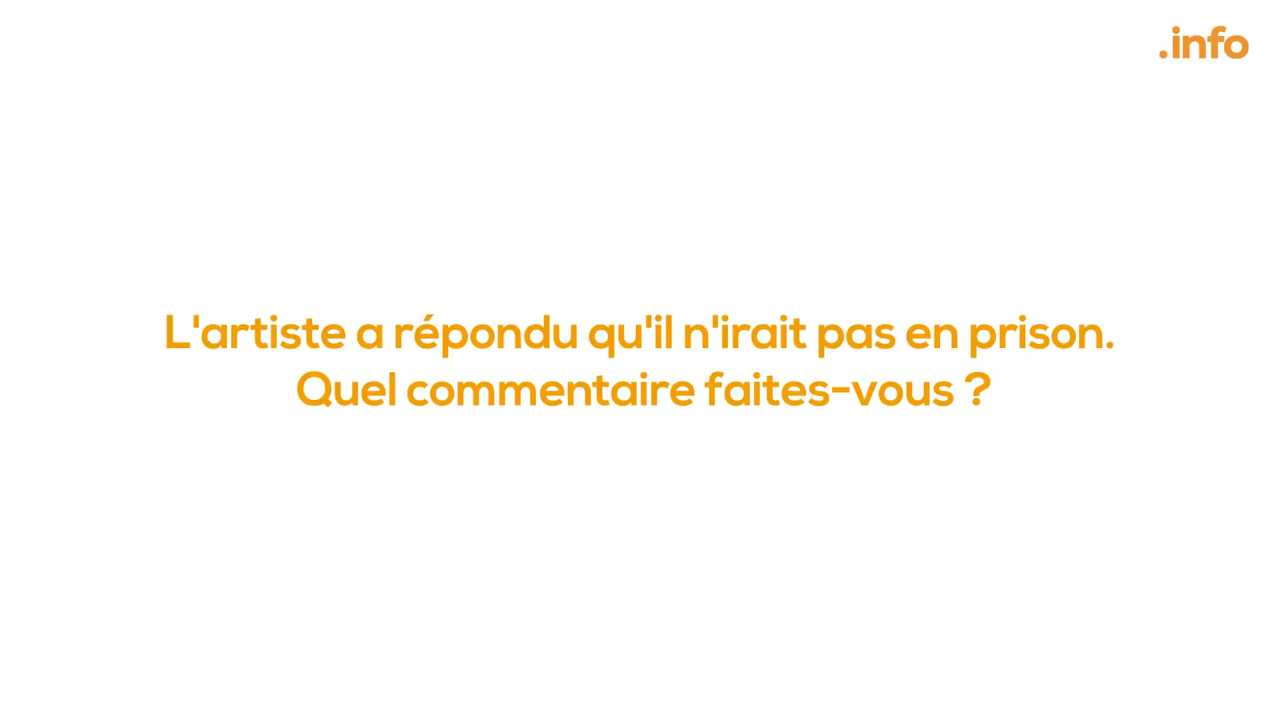 .info
L'artiste a répondu qu'il n'irait pas en prison.
Quel commentaire faites-vous ?